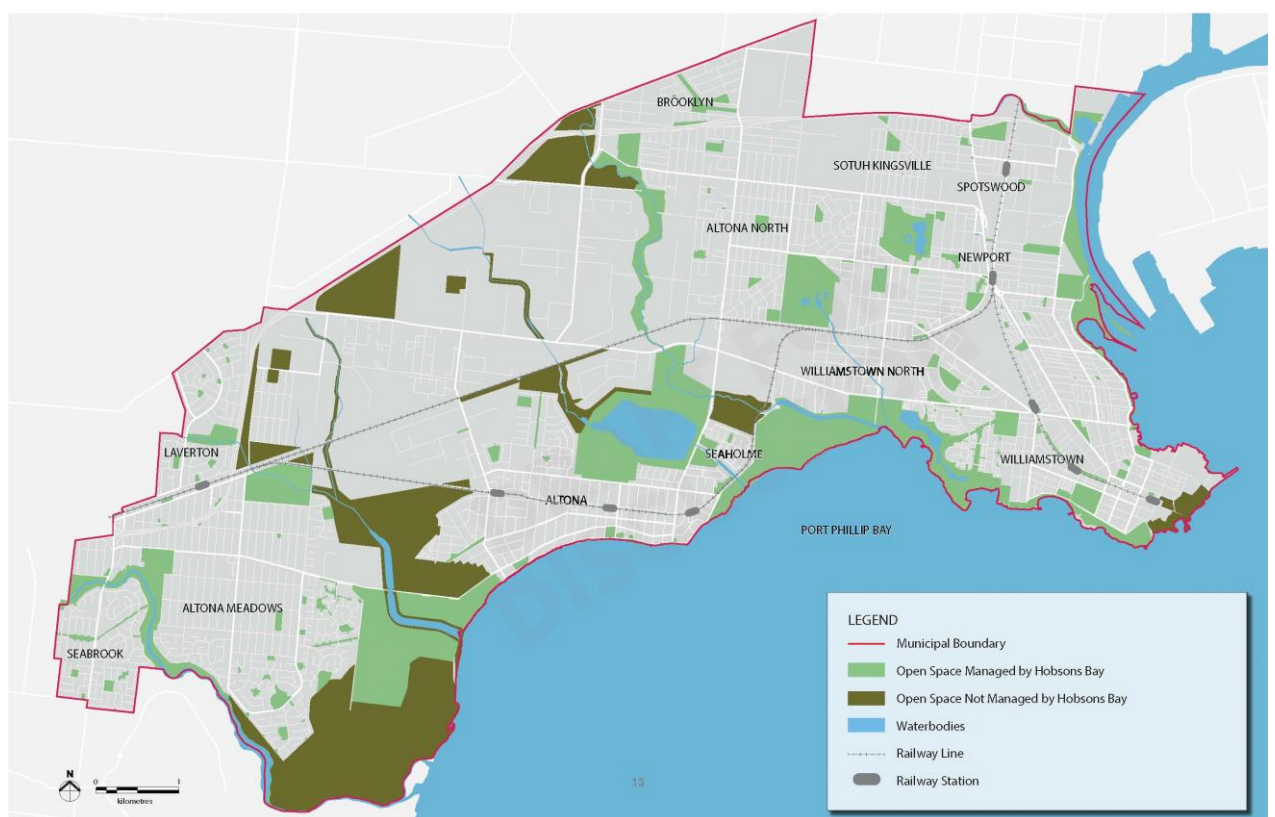 BROOKLYN
SOTUH KINGSVILLE
SPOTSWOOD
ALTONA NORTH
NEWPORT
WILLIAMSTOWN NORTH
LAVERTON
SEAHOLME
WILLIAMSTOWN
ALTONA
PORT PHILLIP BAY
ALTONA MEADOWS
SEABROOK
LEGEND
Municipal Boundary
Open Space Managed by Hobsons Bay
Open Space Not Managed by Hobsons Bay
Waterbodies
Railway Line
Railway Station
N
0 1
kilometres
13